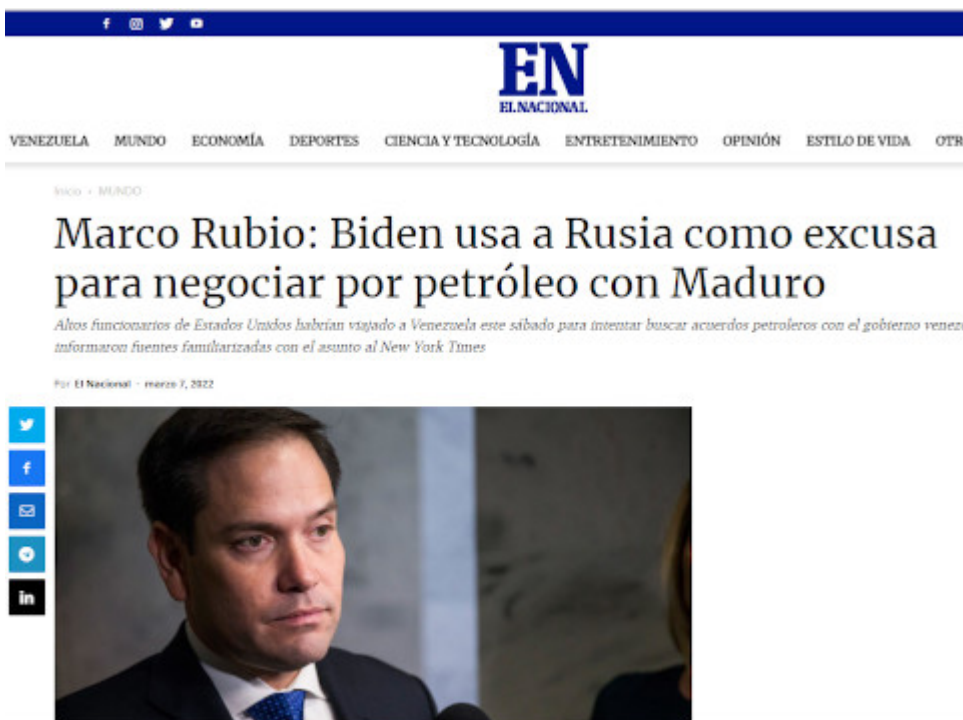 EN
EL NACIONAL
VENEZUELA MUNDO ECONOMÍA DEPORTES CIENCIA Y TECNOLOGÍA ENTRETENIMIENTO OPINIÓN ESTILO DE VIDA OTR
Inicio › MUNDO
Marco Rubio: Biden usa a Rusia como excusa
para negociar por petróleo con Maduro
Altos funcionarios de Estados Unidos habrían viajado a Venezuela este sábado para intentar buscar acuerdos petroleros con el gobierno venez
informaron fuentes familiarizadas con el asunto al New York Times
Por El Nacional - marzo 7, 2022